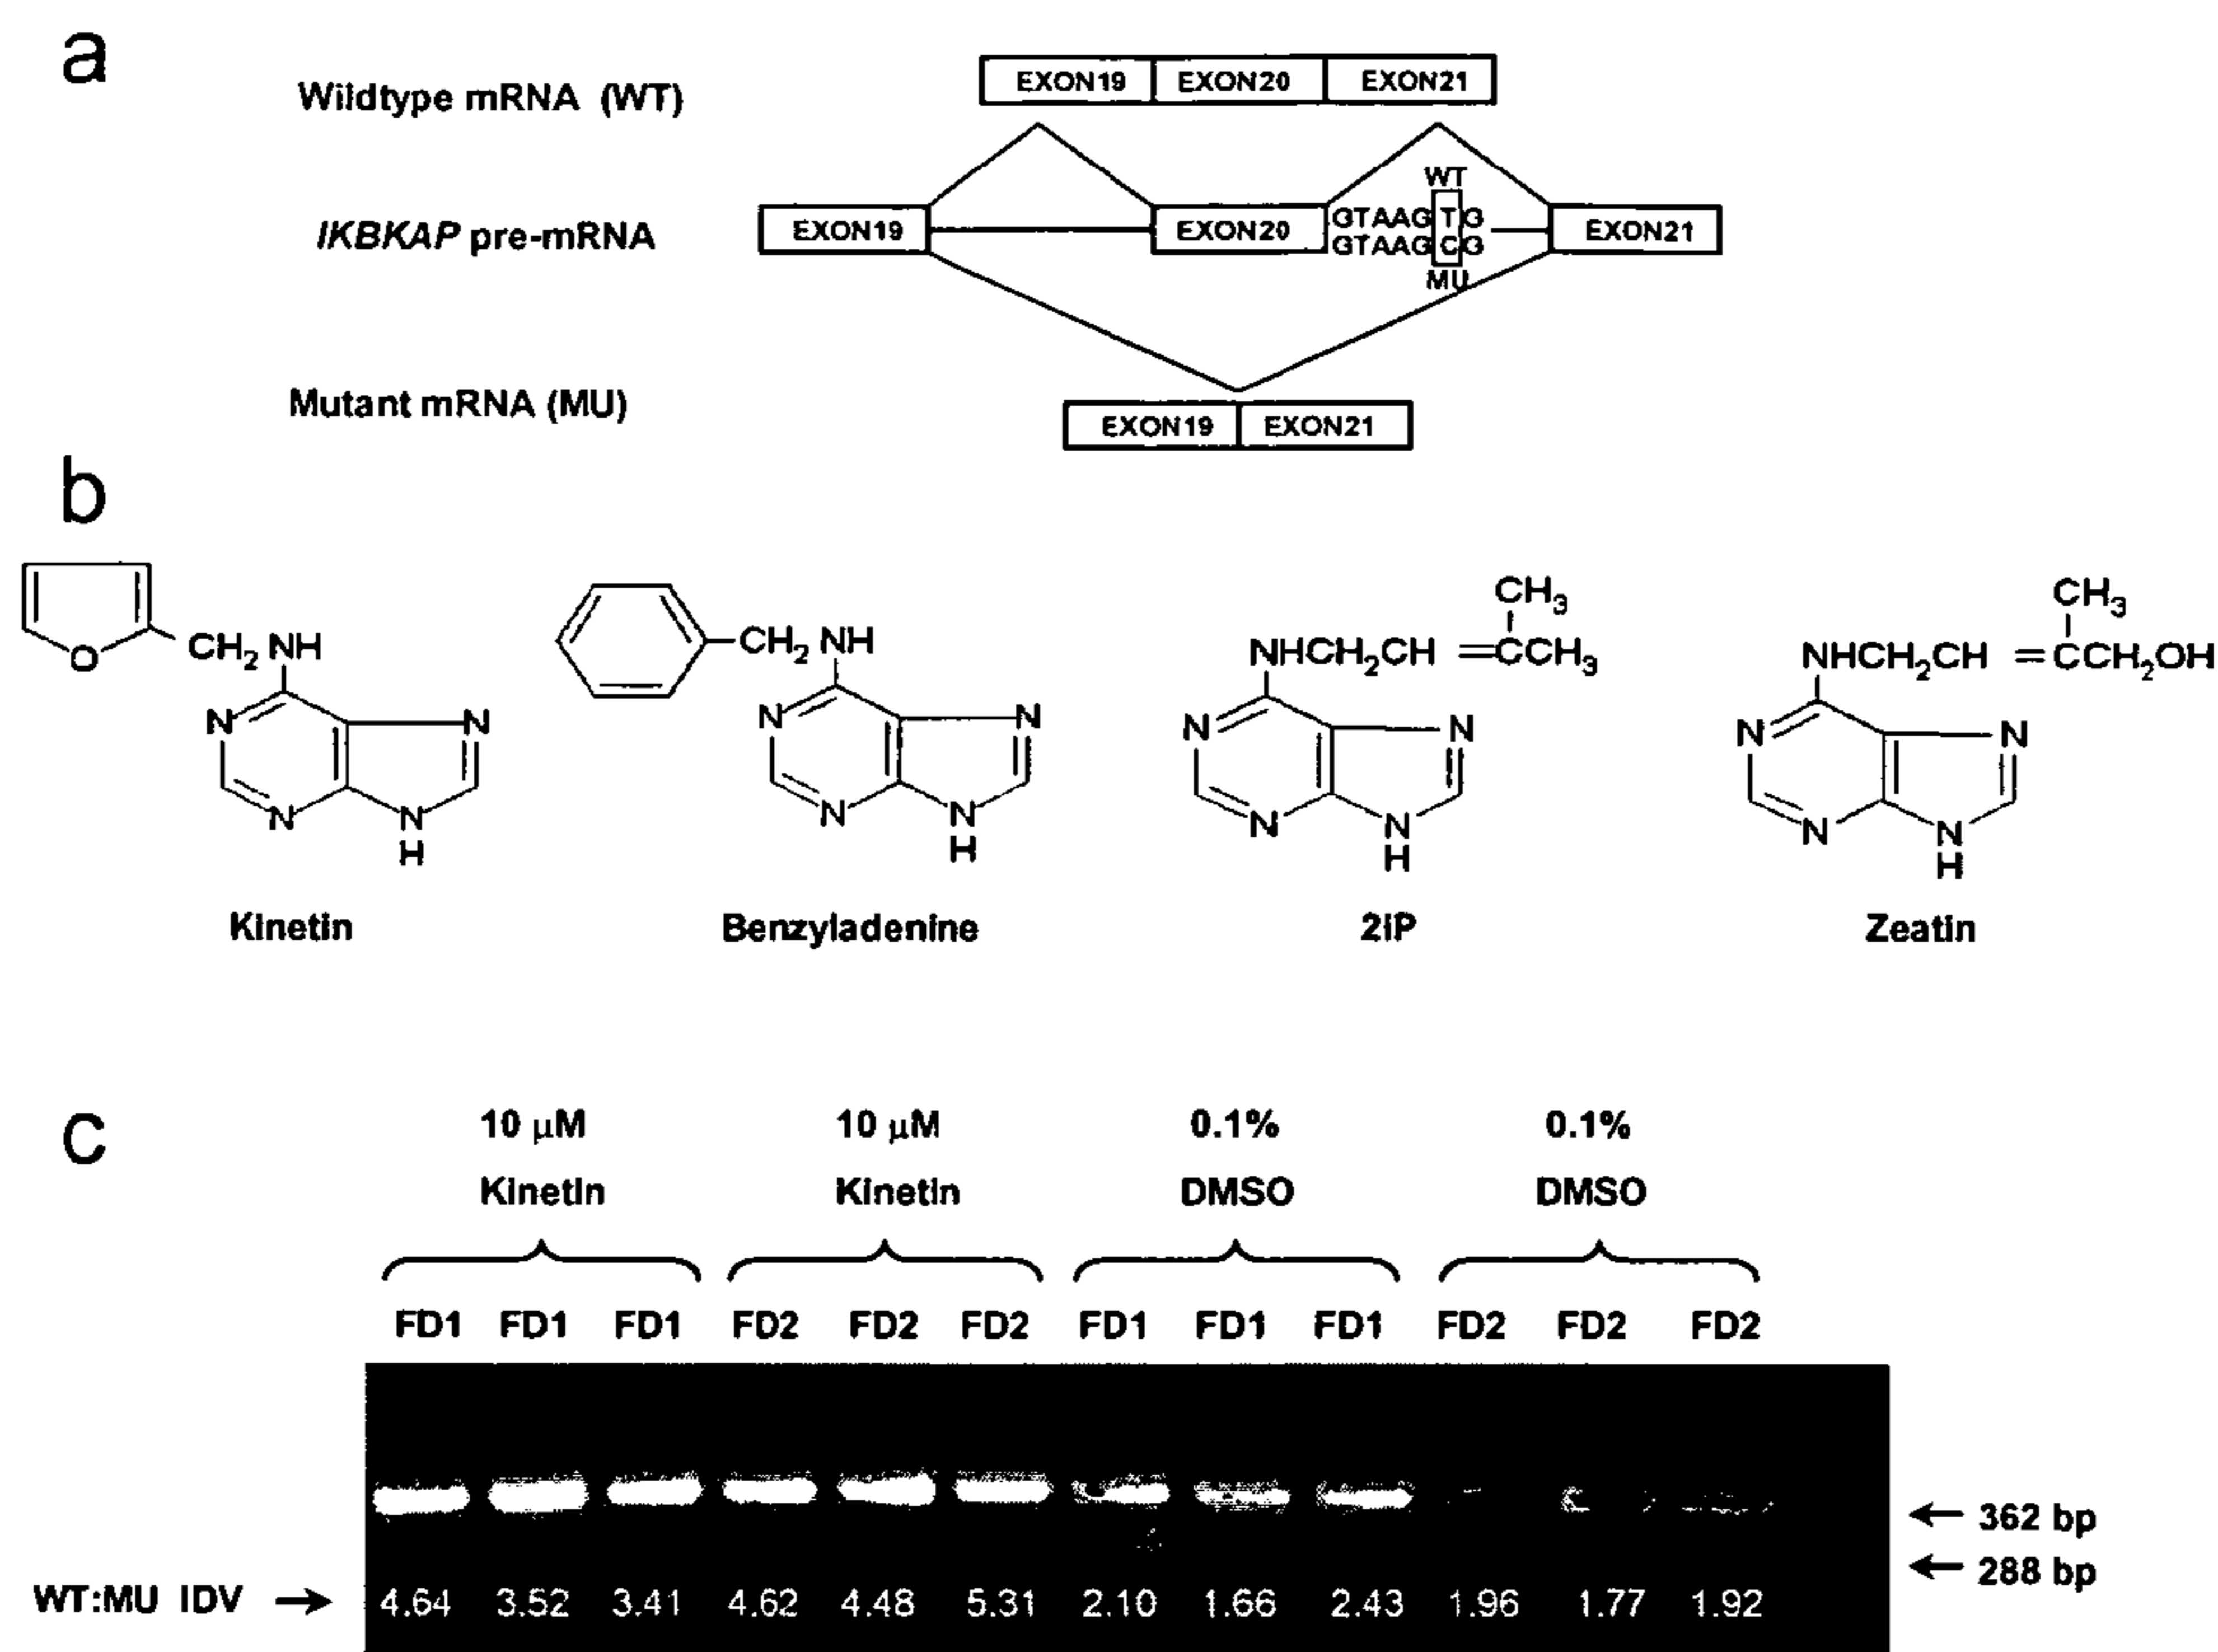 a
Wildtype mRNA (WT)
EXON19 EXON20 EXON21
WT
IKBKAP pre-mRNA
EXON19 EXON20 GTAAGTG EXON21
GTAAGCG
MU
Mutant mRNA (MU)
EXON19 EXON21
b
O CH2 NH N N N N H
Kinetin
CH2 NH N N N N H
Benzyladenine
CH3
NHCH2CH =CCH3 N N N N H
2iP
CH3
NHCH2CH =CCH2OH N N N N H
Zeatin
c
10 µM 10 µM 0.1% 0.1%
Kinetin Kinetin DMSO DMSO
FD1 FD1 FD1 FD2 FD2 FD2 FD1 FD1 FD1 FD2 FD2 FD2
← 362 bp
← 288 bp
WT:MU IDV → 4.64 3.52 3.41 4.62 4.48 5.31 2.10 1.66 2.43 1.96 1.77 1.92